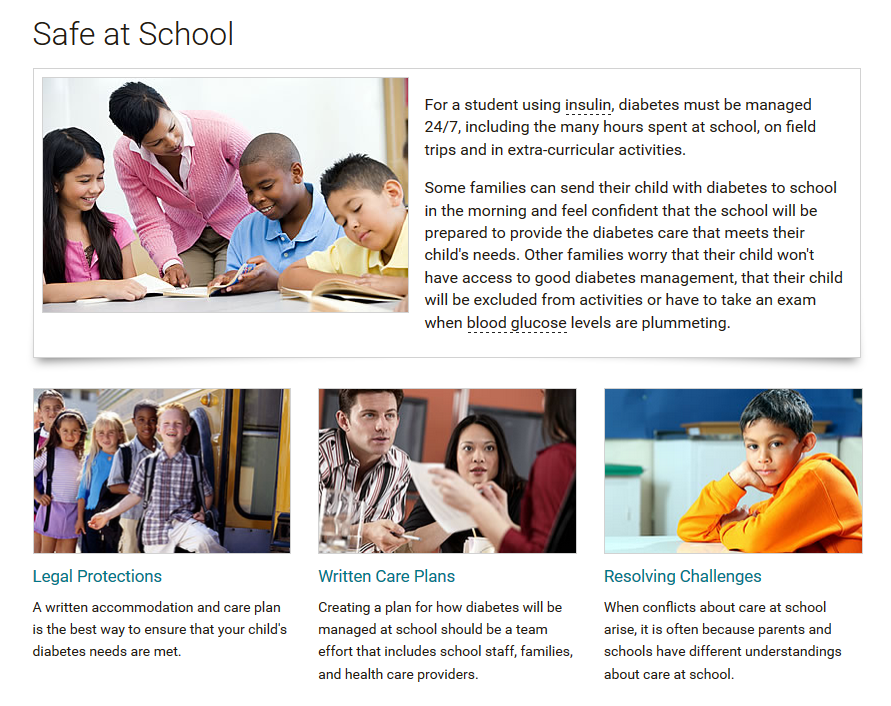 Safe at School
For a student using insulin, diabetes must be managed
24/7, including the many hours spent at school, on field
trips and in extra-curricular activities.
Some families can send their child with diabetes to school
in the morning and feel confident that the school will be
prepared to provide the diabetes care that meets their
child's needs. Other families worry that their child won't
have access to good diabetes management, that their child
will be excluded from activities or have to take an exam
when blood glucose levels are plummeting.
Legal Protections
A written accommodation and care plan
is the best way to ensure that your child's
diabetes needs are met.
Written Care Plans
Creating a plan for how diabetes will be
managed at school should be a team
effort that includes school staff, families,
and health care providers.
Resolving Challenges
When conflicts about care at school
arise, it is often because parents and
schools have different understandings
about care at school.